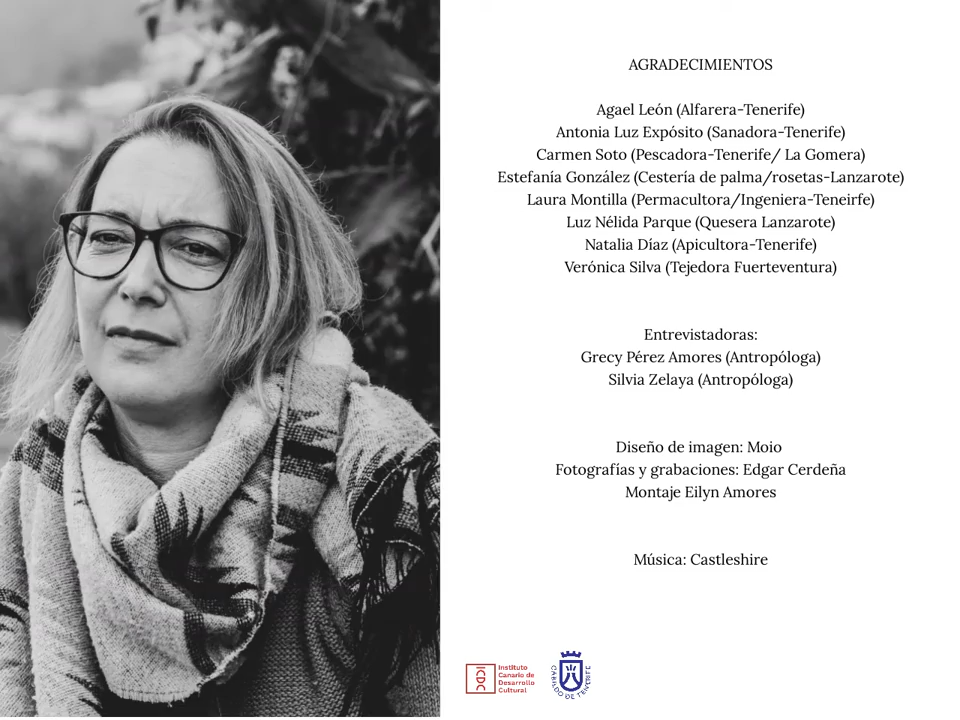 AGRADECIMIENTOS
Agael León (Alfarera-Tenerife)
Antonia Luz Expósito (Sanadora-Tenerife)
Carmen Soto (Pescadora-Tenerife/ La Gomera)
Estefanía González (Cestería de palma/rosetas-Lanzarote)
Laura Montilla (Permacultora/Ingeniera-Teneirfe)
Luz Nélida Parque (Quesera Lanzarote)
Natalia Díaz (Apicultora-Tenerife)
Verónica Silva (Tejedora Fuerteventura)
Entrevistadoras:
Grecy Pérez Amores (Antropóloga)
Silvia Zelaya (Antropóloga)
Diseño de imagen: Moio
Fotografías y grabaciones: Edgar Cerdeña
Montaje Eilyn Amores
Música: Castleshire
ICDC
Instituto
Canario de
Desarrollo
Cultural
CABILDO DE TENERIFE